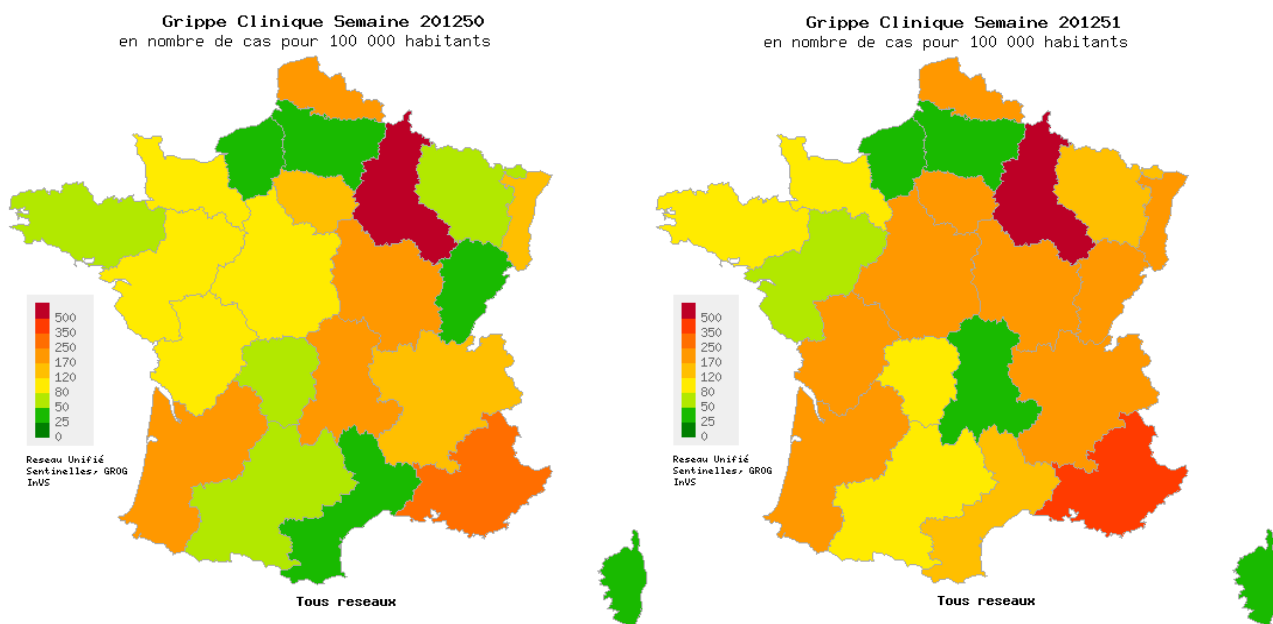 Grippe Clinique Semaine 201250
en nombre de cas pour 100 000 habitants
500
350
250
170
120
80
50
25
0
Reseau Unifié
Sentinelles, GROG
InVS
Tous reseaux
Grippe Clinique Semaine 201251
en nombre de cas pour 100 000 habitants
500
350
250
170
120
80
50
25
0
Reseau Unifié
Sentinelles, GROG
InVS
Tous reseaux